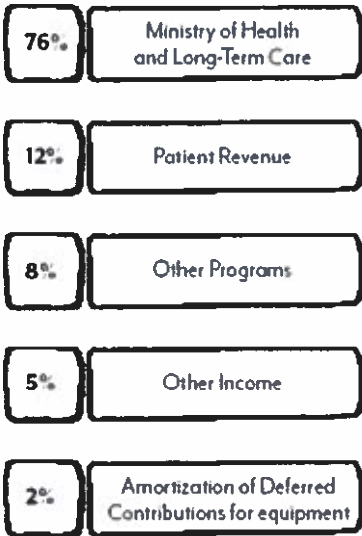 76%
Ministry of Health
and Long-Term Care
12%
Patient Revenue
8%
Other Programs
5%
Other Income
2%
Amortization of Deferred
Contributions for equipment